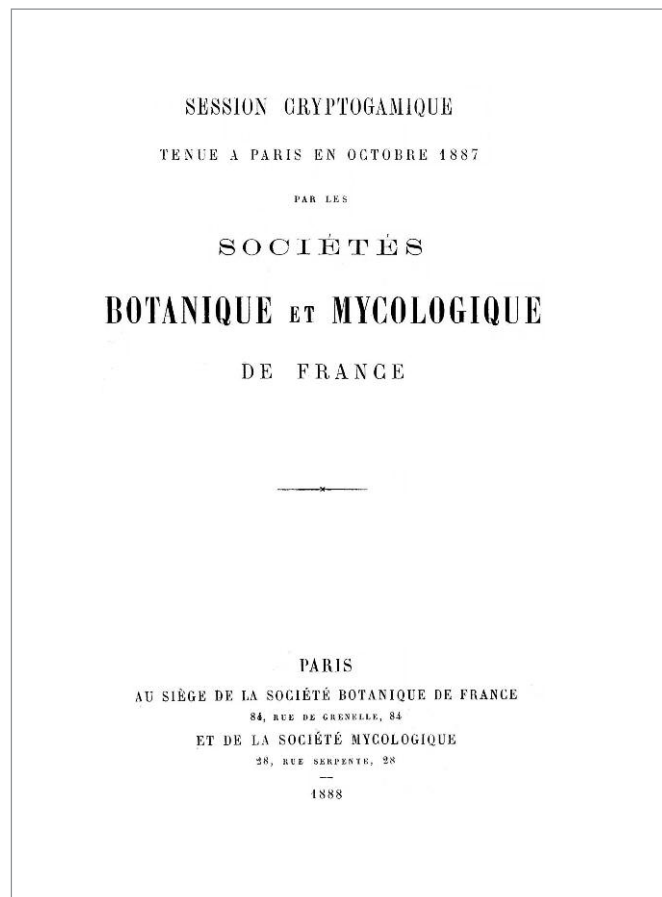 SESSION CRYPTOGAMIQUE
TENUE A PARIS EN OCTOBRE 1887
PAR LES
SOCIÉTÉS
BOTANIQUE ET MYCOLOGIQUE
DE FRANCE
PARIS
AU SIÈGE DE LA SOCIÉTÉ BOTANIQUE DE FRANCE
84, RUE DE GRENELLE, 84
ET DE LA SOCIÉTÉ MYCOLOGIQUE
28, RUE SERPENTE, 28
1888